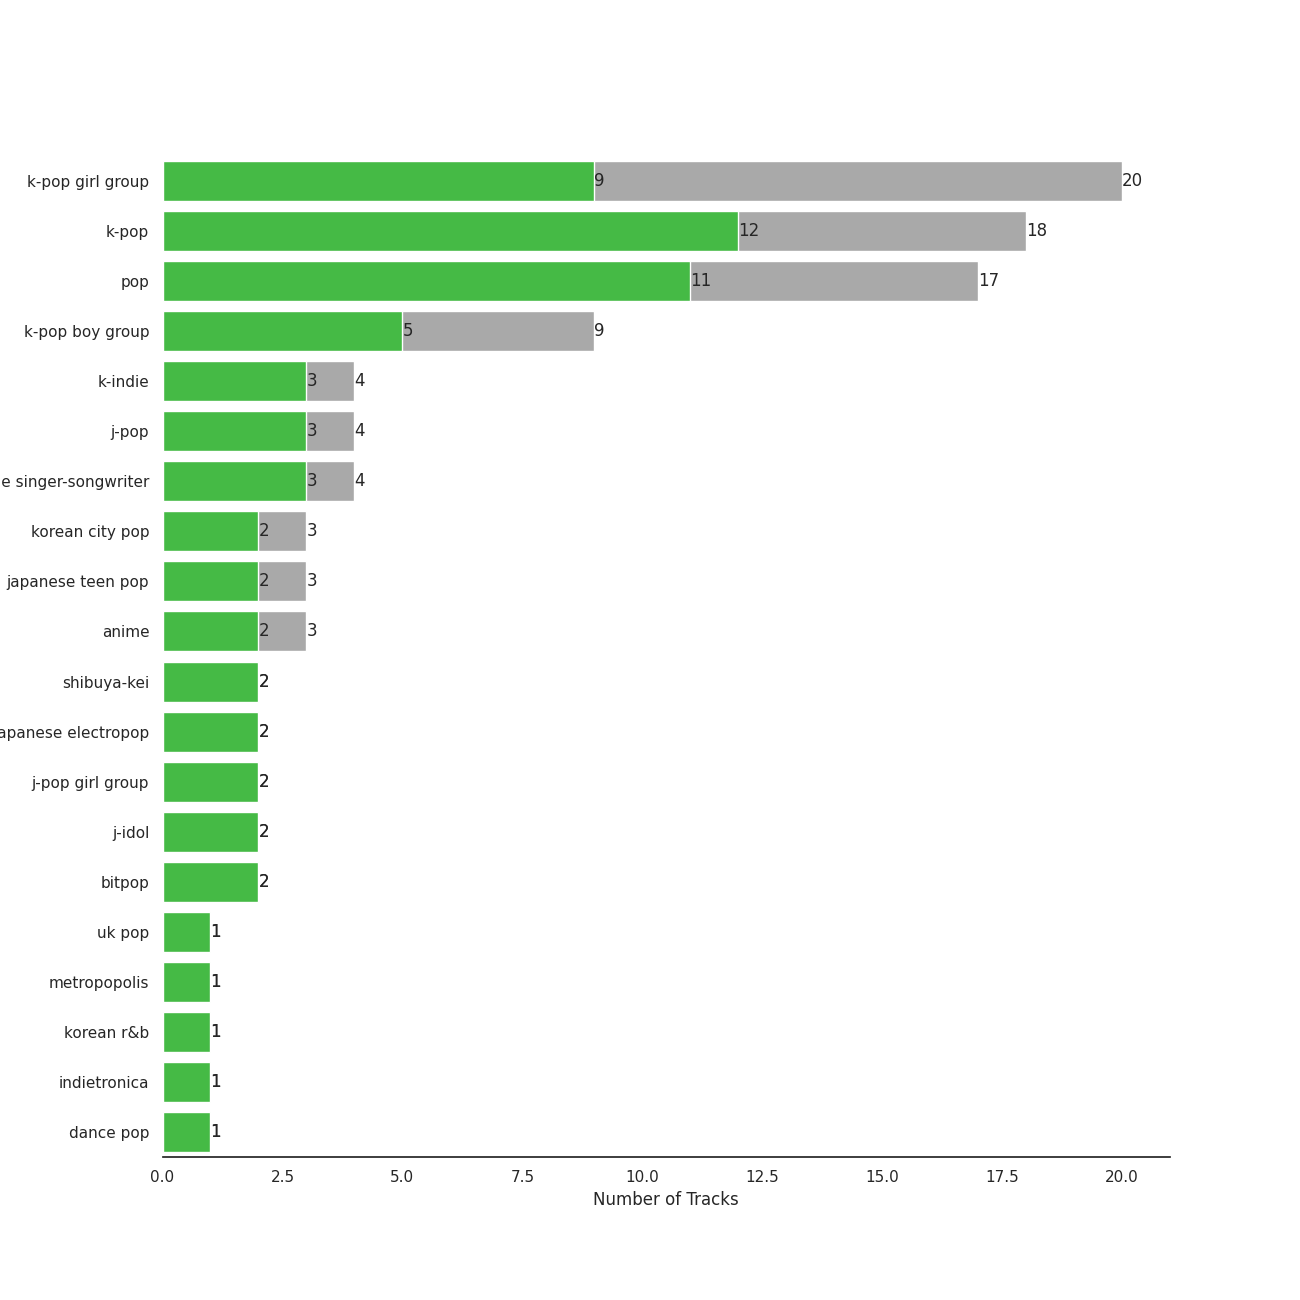 k-pop girl group 9 20
k-pop 12 18
pop 11 17
k-pop boy group 5 9
k-indie 3 4
j-pop 3 4
singer-songwriter 3 4
korean city pop 2 3
japanese teen pop 2 3
anime 2 3
shibuya-kei 2
apanese electropop 2
j-pop girl group 2
j-idol 2
bitpop 2
uk pop 1
metropopolis 1
korean r&b 1
indietronica 1
dance pop 1
0.0 2.5 5.0 7.5 10.0 12.5 15.0 17.5 20.0
Number of Tracks